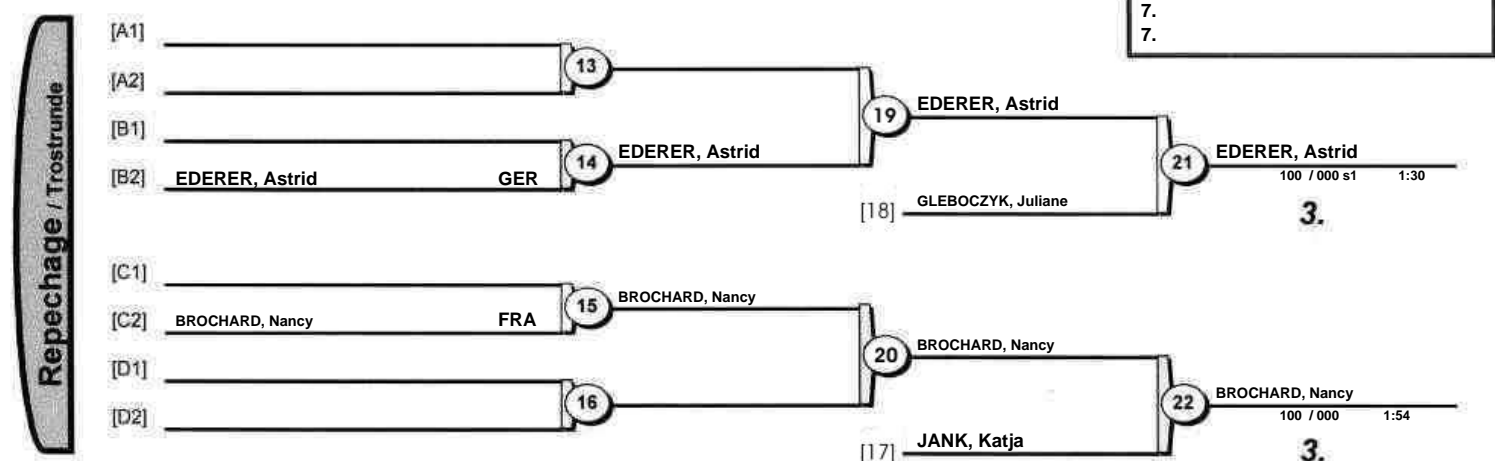 7.
7.
Repechage / Trostrunde
[A1]
13
[A2]
19 EDERER, Astrid
[B1]
14 EDERER, Astrid
21 EDERER, Astrid
[B2] EDERER, Astrid GER
100 / 000 s1 1:30
[18] GLEBOCZYK, Juliane
3.
[C1]
15 BROCHARD, Nancy
[C2] BROCHARD, Nancy FRA
20 BROCHARD, Nancy
[D1]
22 BROCHARD, Nancy
16
100 / 000 1:54
[D2]
[17] JANK, Katja
3.